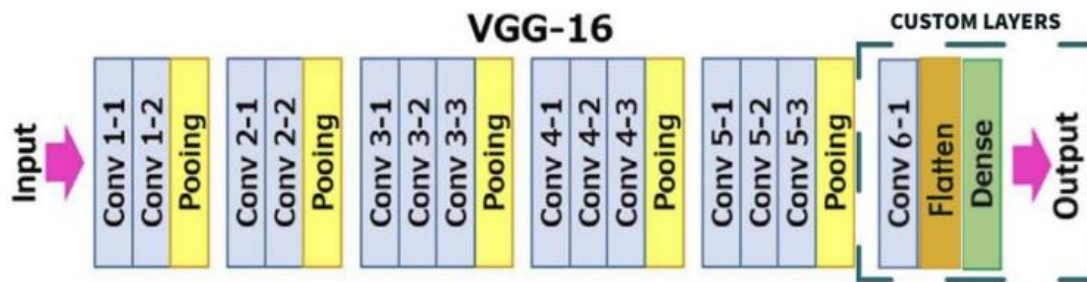 VGG-16
CUSTOM LAYERS
Input
Conv 1-1
Conv 1-2
Pooing
Conv 2-1
Conv 2-2
Pooing
Conv 3-1
Conv 3-2
Conv 3-3
Pooing
Conv 4-1
Conv 4-2
Conv 4-3
Pooing
Conv 5-1
Conv 5-2
Conv 5-3
Pooing
Conv 6-1
Flatten
Dense
Output